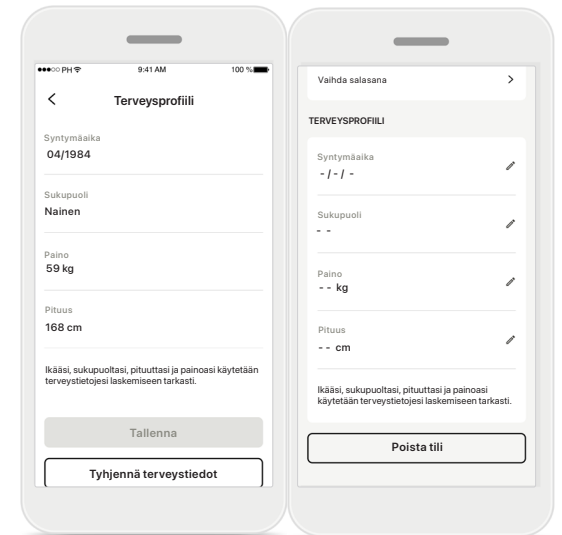 ●●●○○ PH 9:41 AM 100 %
Terveysprofiili
Syntymäaika
04/1984
Sukupuoli
Nainen
Paino
59 kg
Pituus
168 cm
Ikääsi, sukupuoltasi, pituuttasi ja painoasi käytetään
terveystietojesi laskemiseen tarkasti.
Tallenna
Tyhjennä terveystiedot
Vaihda salasana
TERVEYSPROFIILI
Syntymäaika
- / - / -
Sukupuoli
- -
Paino
- - kg
Pituus
- - cm
Ikääsi, sukupuoltasi, pituuttasi ja painoasi
käytetään terveystietojesi laskemiseen tarkasti.
Poista tili